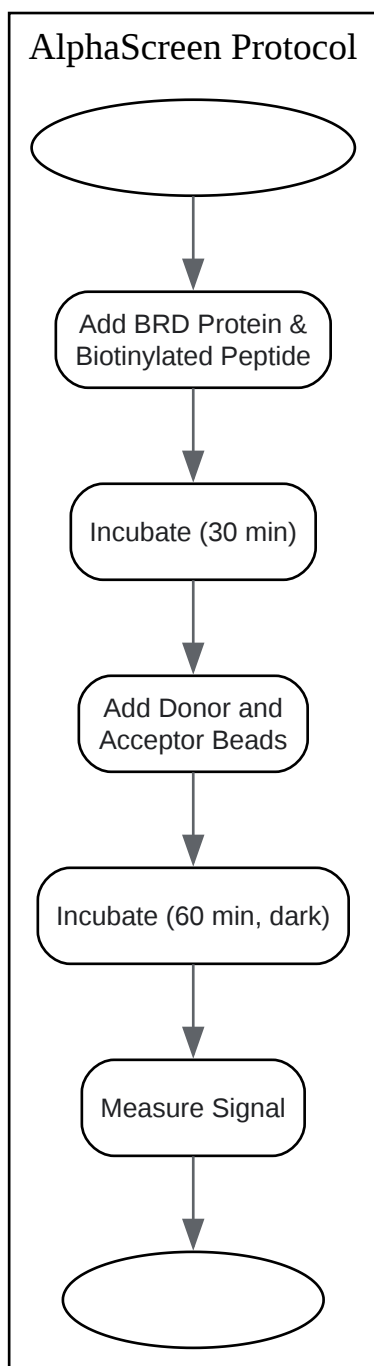 AlphaScreen Protocol
Add BRD Protein &
Biotinylated Peptide
Incubate (30 min)
Add Donor and
Acceptor Beads
Incubate (60 min, dark)
Measure Signal